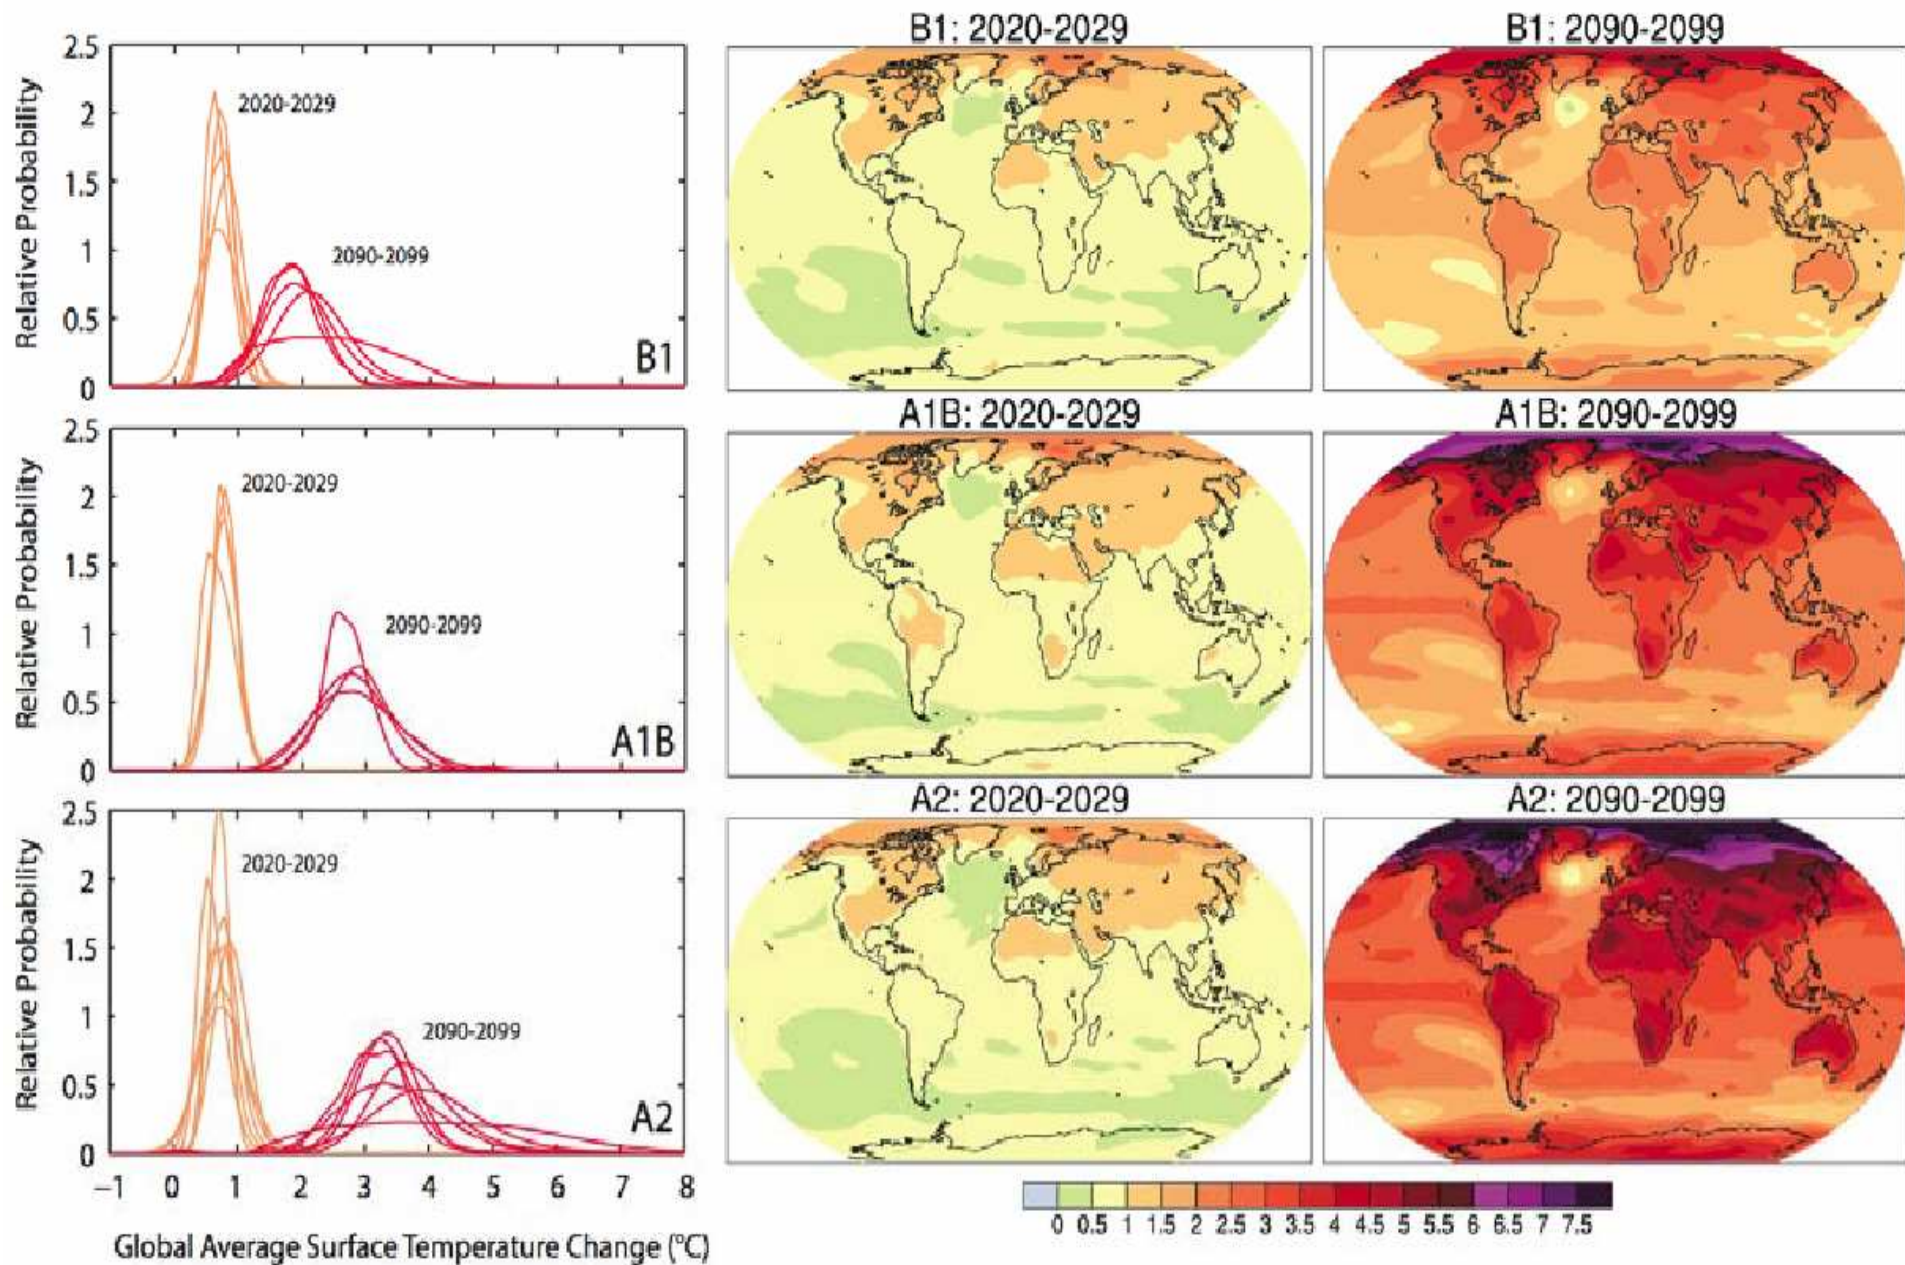 B1: 2020-2029
B1: 2090-2099
2.5
2
1.5
1
0.5
0
Relative Probability
2020-2029
2090-2099
B1
A1B: 2020-2029
A1B: 2090-2099
2.5
2
1.5
1
0.5
0
Relative Probability
2020-2029
2090-2099
A1B
A2: 2020-2029
A2: 2090-2099
2.5
2
1.5
1
0.5
0
Relative Probability
2020-2029
2090-2099
A2
−1 0 1 2 3 4 5 6 7 8
Global Average Surface Temperature Change (°C)
0 0.5 1 1.5 2 2.5 3 3.5 4 4.5 5 5.5 6 6.5 7 7.5